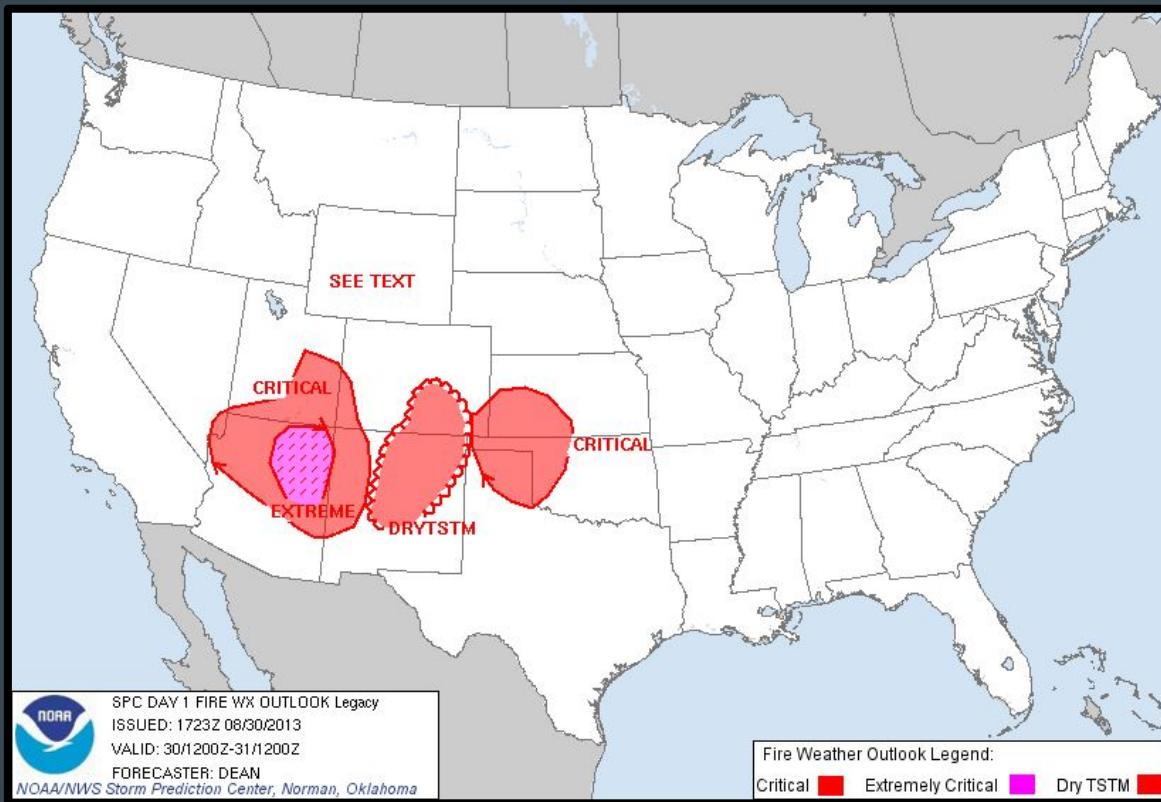 SEE TEXT
CRITICAL
CRITICAL
EXTREME
DRYTSTM
NOAA
SPC DAY 1 FIRE WX OUTLOOK Legacy
ISSUED: 1723Z 08/30/2013
VALID: 30/1200Z-31/1200Z
FORECASTER: DEAN
NOAA/NWS Storm Prediction Center, Norman, Oklahoma
Fire Weather Outlook Legend:
Critical Extremely Critical Dry TSTM